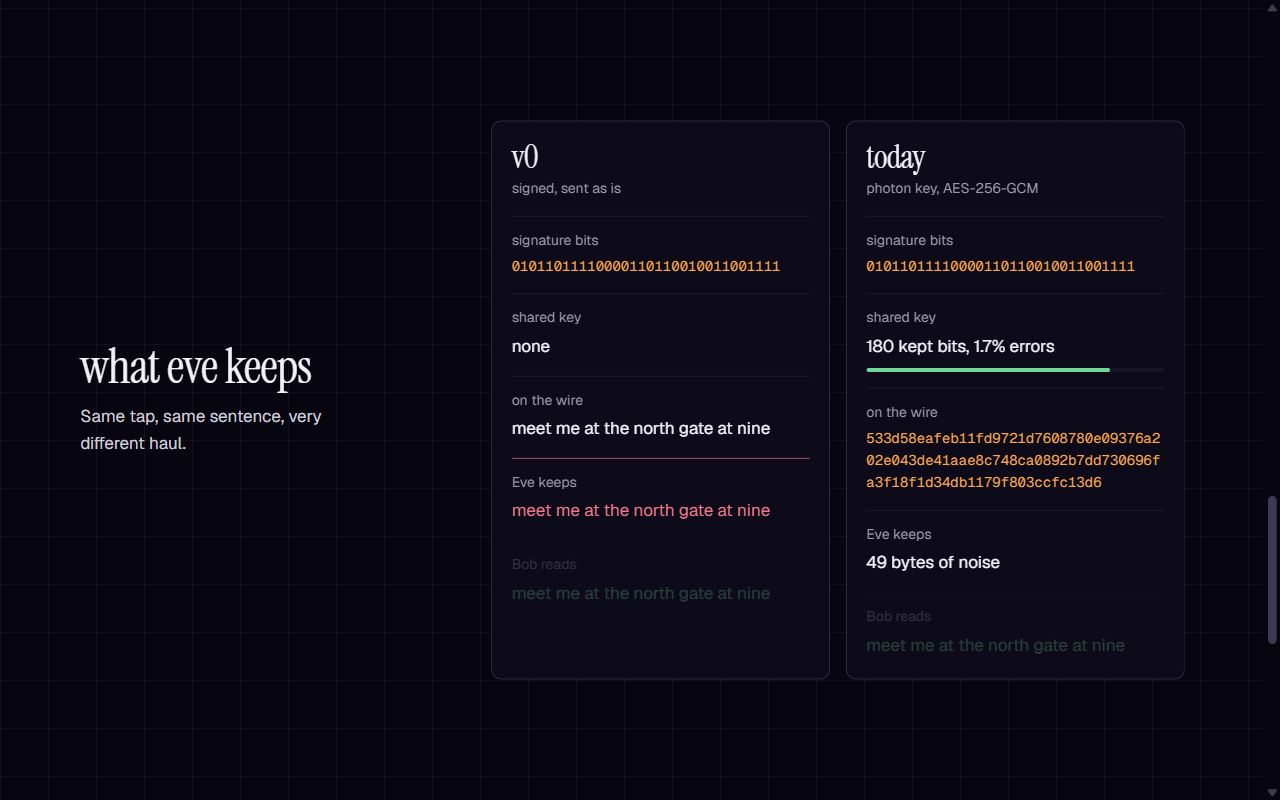 what eve keeps
Same tap, same sentence, very
different haul.
v0
signed, sent as is
signature bits
0101101111000011011001001​1001111
shared key
none
on the wire
meet me at the north gate at nine
Eve keeps
meet me at the north gate at nine
Bob reads
meet me at the north gate at nine
today
photon key, AES-256-GCM
signature bits
01011011110000110110010011001111
shared key
180 kept bits, 1.7% errors
on the wire
533d58eafeb11fd9721d7608780e09376a2
02e043de41aae8c748ca0892b7dd730696f
a3f18f1d34db1179f803ccfc13d6
Eve keeps
49 bytes of noise
Bob reads
meet me at the north gate at nine